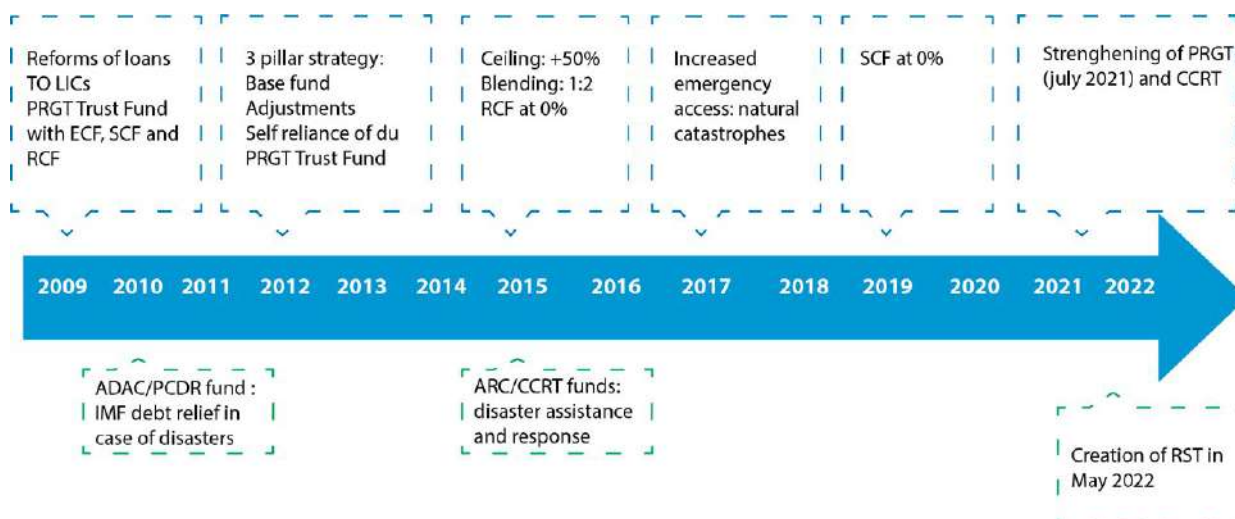 Reforms of loans
TO LICs
PRGT Trust Fund
with ECF, SCF and
RCF
3 pillar strategy:
Base fund
Adjustments
Self reliance of du
PRGT Trust Fund
Ceiling: +50%
Blending: 1:2
RCF at 0%
Increased
emergency
access: natural
catastrophes
SCF at 0%
Strenghening of PRGT
(july 2021) and CCRT
2009 2010 2011 2012 2013 2014 2015 2016 2017 2018 2019 2020 2021 2022
ADAC/PCDR fund :
IMF debt relief in
case of disasters
ARC/CCRT funds:
disaster assistance
and response
Creation of RST in
May 2022